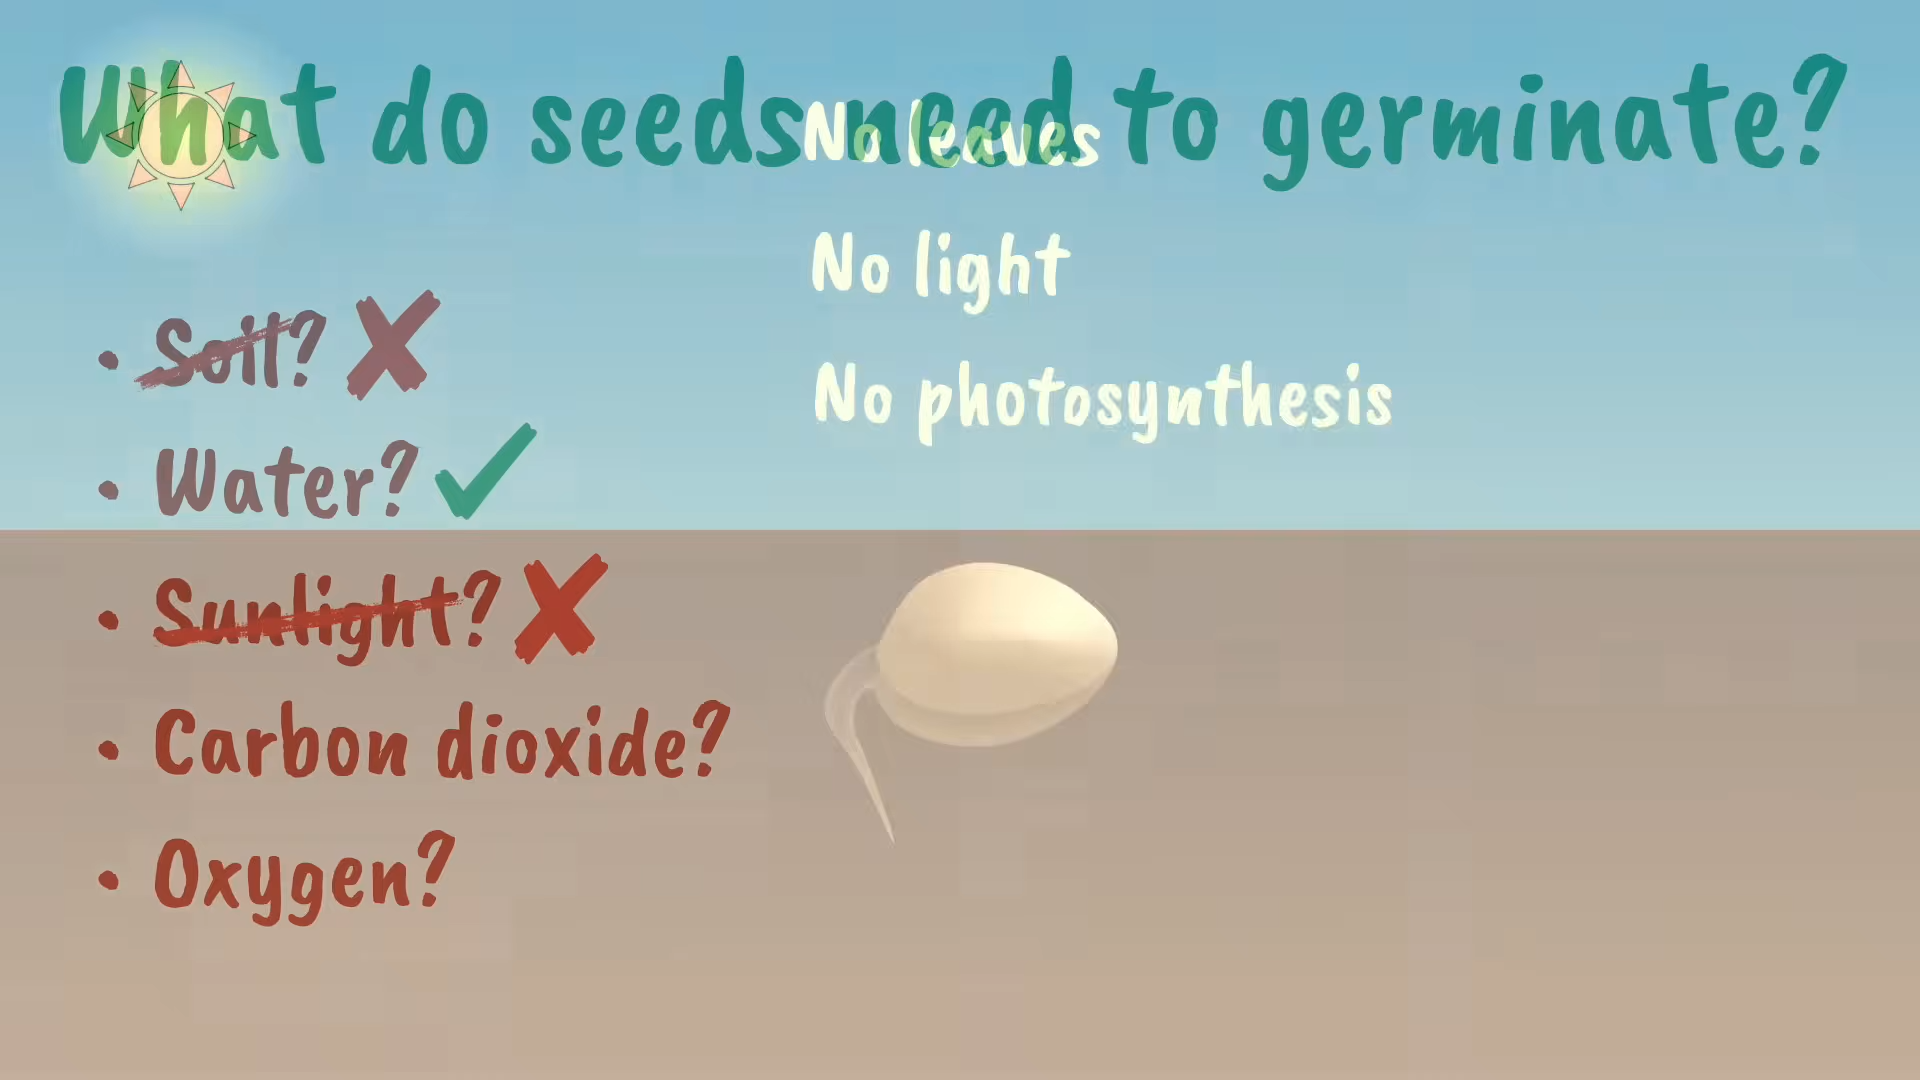 What do seeds need to germinate?
No leaves
No light
No photosynthesis
• Soil?
• Water?
• Sunlight?
• Carbon dioxide?
• Oxygen?